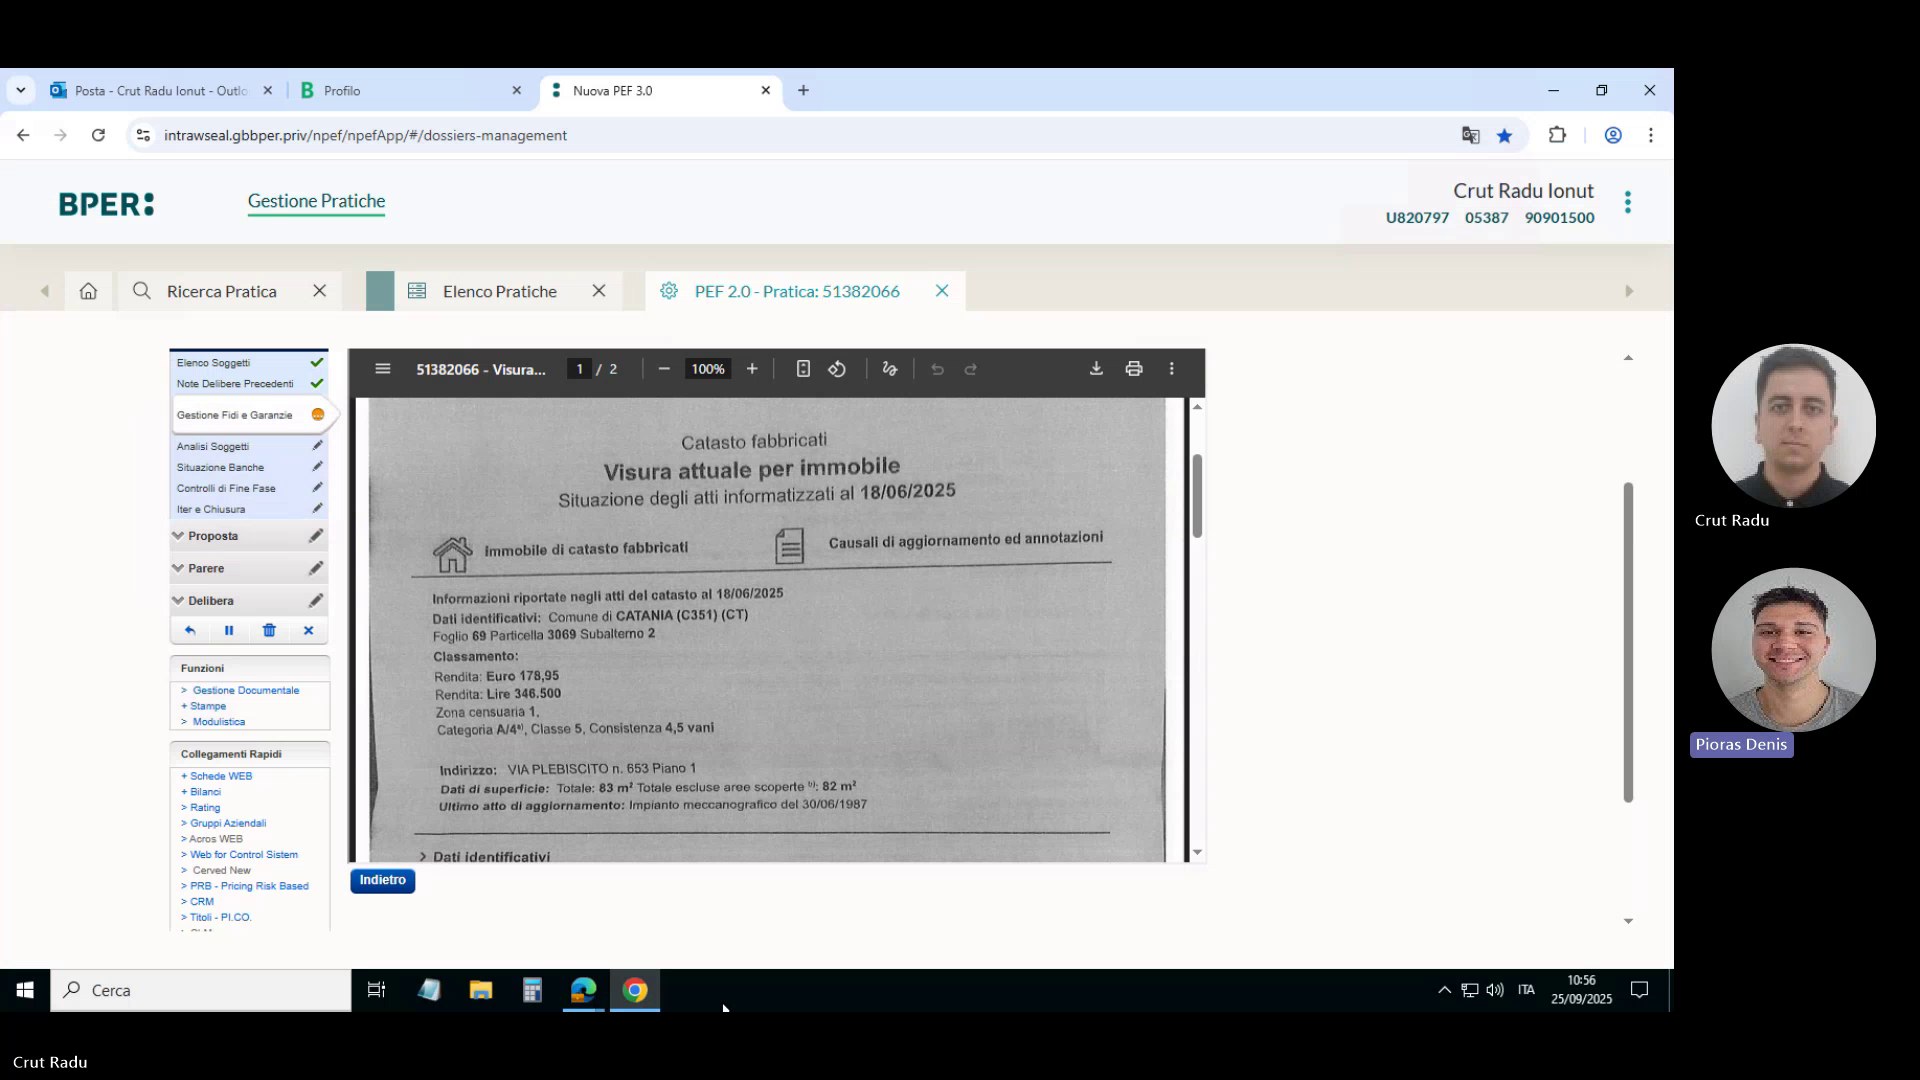 Posta - Crut Radu Ionut - Outlo
Profilo
Nuova PEF 3.0
intrawseal.gbbper.priv/npef/npefApp/#/dossiers-management
BPER:
Gestione Pratiche
Crut Radu Ionut
U820797 05387 90901500
Ricerca Pratica
Elenco Pratiche
PEF 2.0 - Pratica: 51382066
Elenco Soggetti
Note Delibere Precedenti
Gestione Fidi e Garanzie
Analisi Soggetti
Situazione Banche
Controlli di Fine Fase
Iter e Chiusura
Proposta
Parere
Delibera
Funzioni
> Gestione Documentale
+ Stampe
> Modulistica
Collegamenti Rapidi
+ Schede WEB
+ Bilanci
> Rating
> Gruppi Aziendali
> Acros WEB
> Web for Control Sistem
> Cerved New
> PRB - Pricing Risk Based
> CRM
> Titoli - PI.CO.
51382066 - Visura...
1 / 2
100%
Catasto fabbricati
Visura attuale per immobile
Situazione degli atti informatizzati al 18/06/2025
Immobile di catasto fabbricati
Causali di aggiornamento ed annotazioni
Informazioni riportate negli atti del catasto al 18/06/2025
Dati identificativi: Comune di CATANIA (C351) (CT)
Foglio 69 Particella 3069 Subalterno 2
Classamento:
Rendita: Euro 178,95
Rendita: Lire 346.500
Zona censuaria 1,
Categoria A/4ᵃ⁾, Classe 5, Consistenza 4,5 vani
Indirizzo: VIA PLEBISCITO n. 653 Piano 1
Dati di superficie: Totale: 83 m² Totale escluse aree scoperte ᵇ⁾: 82 m²
Ultimo atto di aggiornamento: Impianto meccanografico del 30/06/1987
> Dati identificativi
Indietro
Crut Radu
Pioras Denis
Cerca
ITA
10:56
25/09/2025
Crut Radu